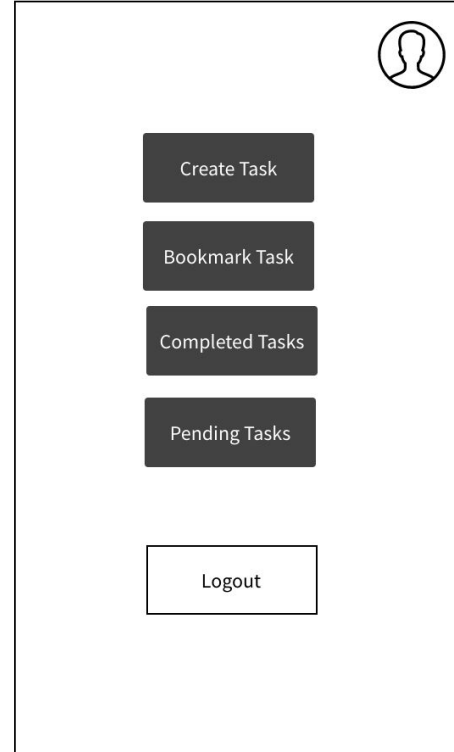 Create Task
Bookmark Task
Completed Tasks
Pending Tasks
Logout